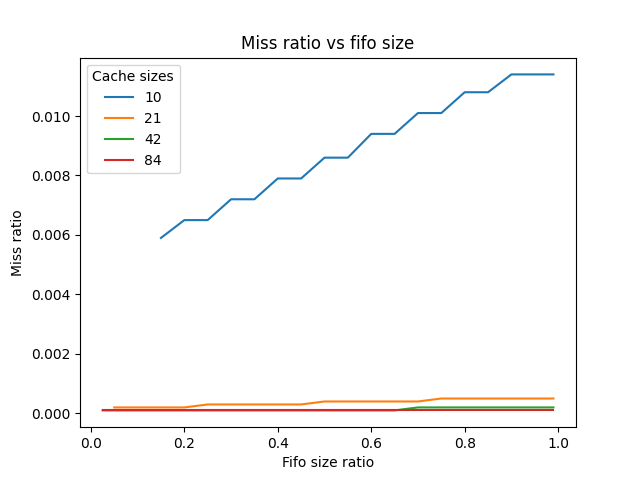 Miss ratio vs fifo size
Cache sizes
10
21
42
84
Miss ratio
0.010
0.008
0.006
0.004
0.002
0.000
0.0 0.2 0.4 0.6 0.8 1.0
Fifo size ratio